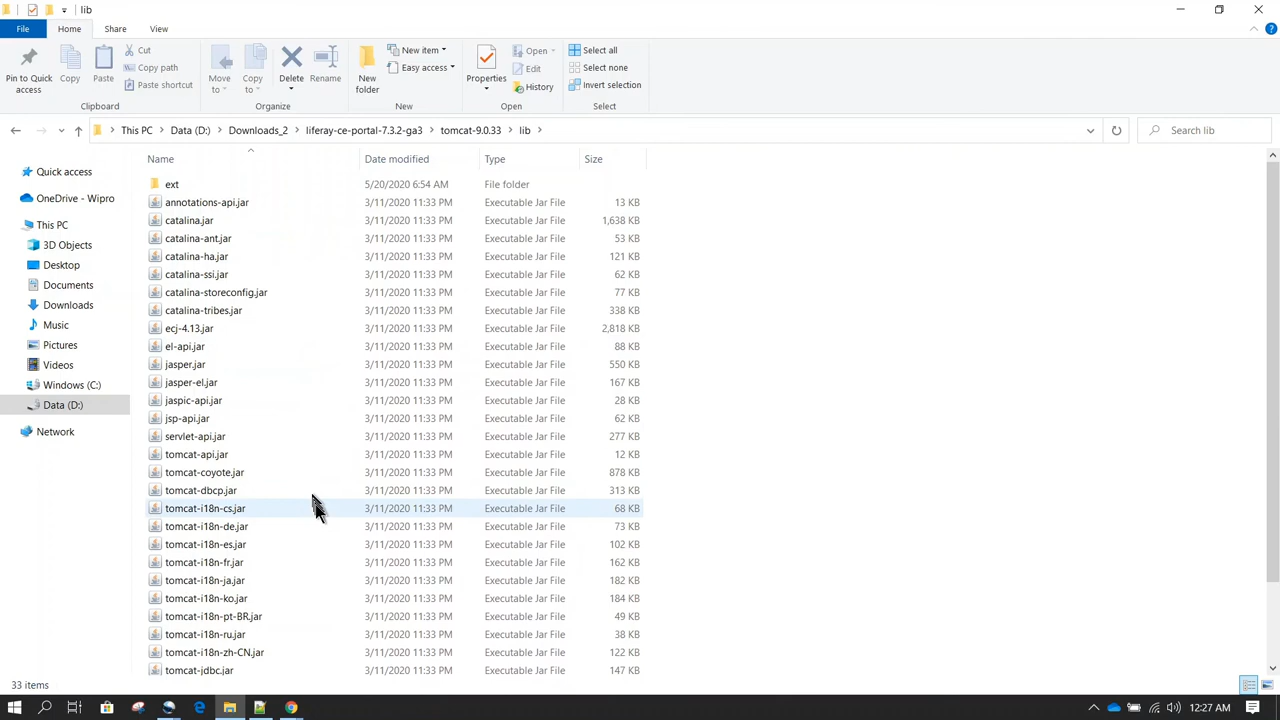 lib
File Home Share View
Pin to Quick access
Copy
Paste
Cut
Copy path
Paste shortcut
Clipboard
Move to
Copy to
Delete
Rename
Organize
New folder
New item
Easy access
New
Properties
Open
Edit
History
Open
Select all
Select none
Invert selection
Select
This PC Data (D:) Downloads_2 liferay-ce-portal-7.3.2-ga3 tomcat-9.0.33 lib
Search lib
Quick access
OneDrive - Wipro
This PC
3D Objects
Desktop
Documents
Downloads
Music
Pictures
Videos
Windows (C:)
Data (D:)
Network
Name Date modified Type Size
ext 5/20/2020 6:54 AM File folder
annotations-api.jar 3/11/2020 11:33 PM Executable Jar File 13 KB
catalina.jar 3/11/2020 11:33 PM Executable Jar File 1,638 KB
catalina-ant.jar 3/11/2020 11:33 PM Executable Jar File 53 KB
catalina-ha.jar 3/11/2020 11:33 PM Executable Jar File 121 KB
catalina-ssi.jar 3/11/2020 11:33 PM Executable Jar File 62 KB
catalina-storeconfig.jar 3/11/2020 11:33 PM Executable Jar File 77 KB
catalina-tribes.jar 3/11/2020 11:33 PM Executable Jar File 338 KB
ecj-4.13.jar 3/11/2020 11:33 PM Executable Jar File 2,818 KB
el-api.jar 3/11/2020 11:33 PM Executable Jar File 88 KB
jasper.jar 3/11/2020 11:33 PM Executable Jar File 550 KB
jasper-el.jar 3/11/2020 11:33 PM Executable Jar File 167 KB
jaspic-api.jar 3/11/2020 11:33 PM Executable Jar File 28 KB
jsp-api.jar 3/11/2020 11:33 PM Executable Jar File 62 KB
servlet-api.jar 3/11/2020 11:33 PM Executable Jar File 277 KB
tomcat-api.jar 3/11/2020 11:33 PM Executable Jar File 12 KB
tomcat-coyote.jar 3/11/2020 11:33 PM Executable Jar File 878 KB
tomcat-dbcp.jar 3/11/2020 11:33 PM Executable Jar File 313 KB
tomcat-i18n-cs.jar 3/11/2020 11:33 PM Executable Jar File 68 KB
tomcat-i18n-de.jar 3/11/2020 11:33 PM Executable Jar File 73 KB
tomcat-i18n-es.jar 3/11/2020 11:33 PM Executable Jar File 102 KB
tomcat-i18n-fr.jar 3/11/2020 11:33 PM Executable Jar File 162 KB
tomcat-i18n-ja.jar 3/11/2020 11:33 PM Executable Jar File 182 KB
tomcat-i18n-ko.jar 3/11/2020 11:33 PM Executable Jar File 184 KB
tomcat-i18n-pt-BR.jar 3/11/2020 11:33 PM Executable Jar File 49 KB
tomcat-i18n-ru.jar 3/11/2020 11:33 PM Executable Jar File 38 KB
tomcat-i18n-zh-CN.jar 3/11/2020 11:33 PM Executable Jar File 122 KB
tomcat-jdbc.jar 3/11/2020 11:33 PM Executable Jar File 147 KB
33 items
12:27 AM